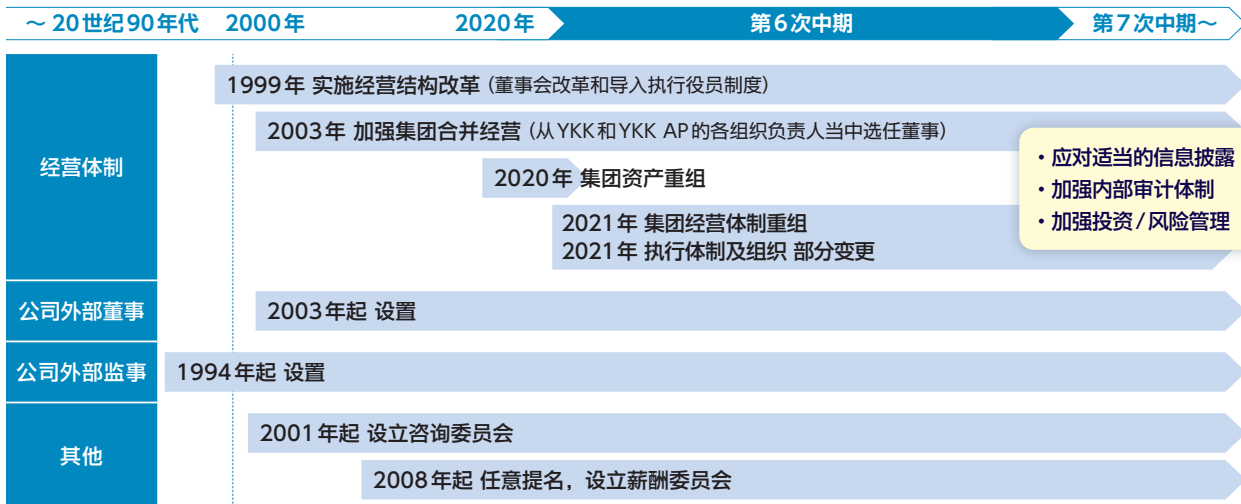 ～ 20世纪90年代 2000年 2020年 第6次中期 第7次中期～
经营体制
1999年 实施经营结构改革（董事会改革和导入执行役员制度）
2003年 加强集团合并经营（从YKK和YKK AP的各组织负责人当中选任董事）
2020年 集团资产重组
2021年 集团经营体制重组
2021年 执行体制及组织 部分变更
・应对适当的信息披露
・加强内部审计体制
・加强投资/风险管理
公司外部董事
2003年起 设置
公司外部监事
1994年起 设置
其他
2001年起 设立咨询委员会
2008年起 任意提名，设立薪酬委员会